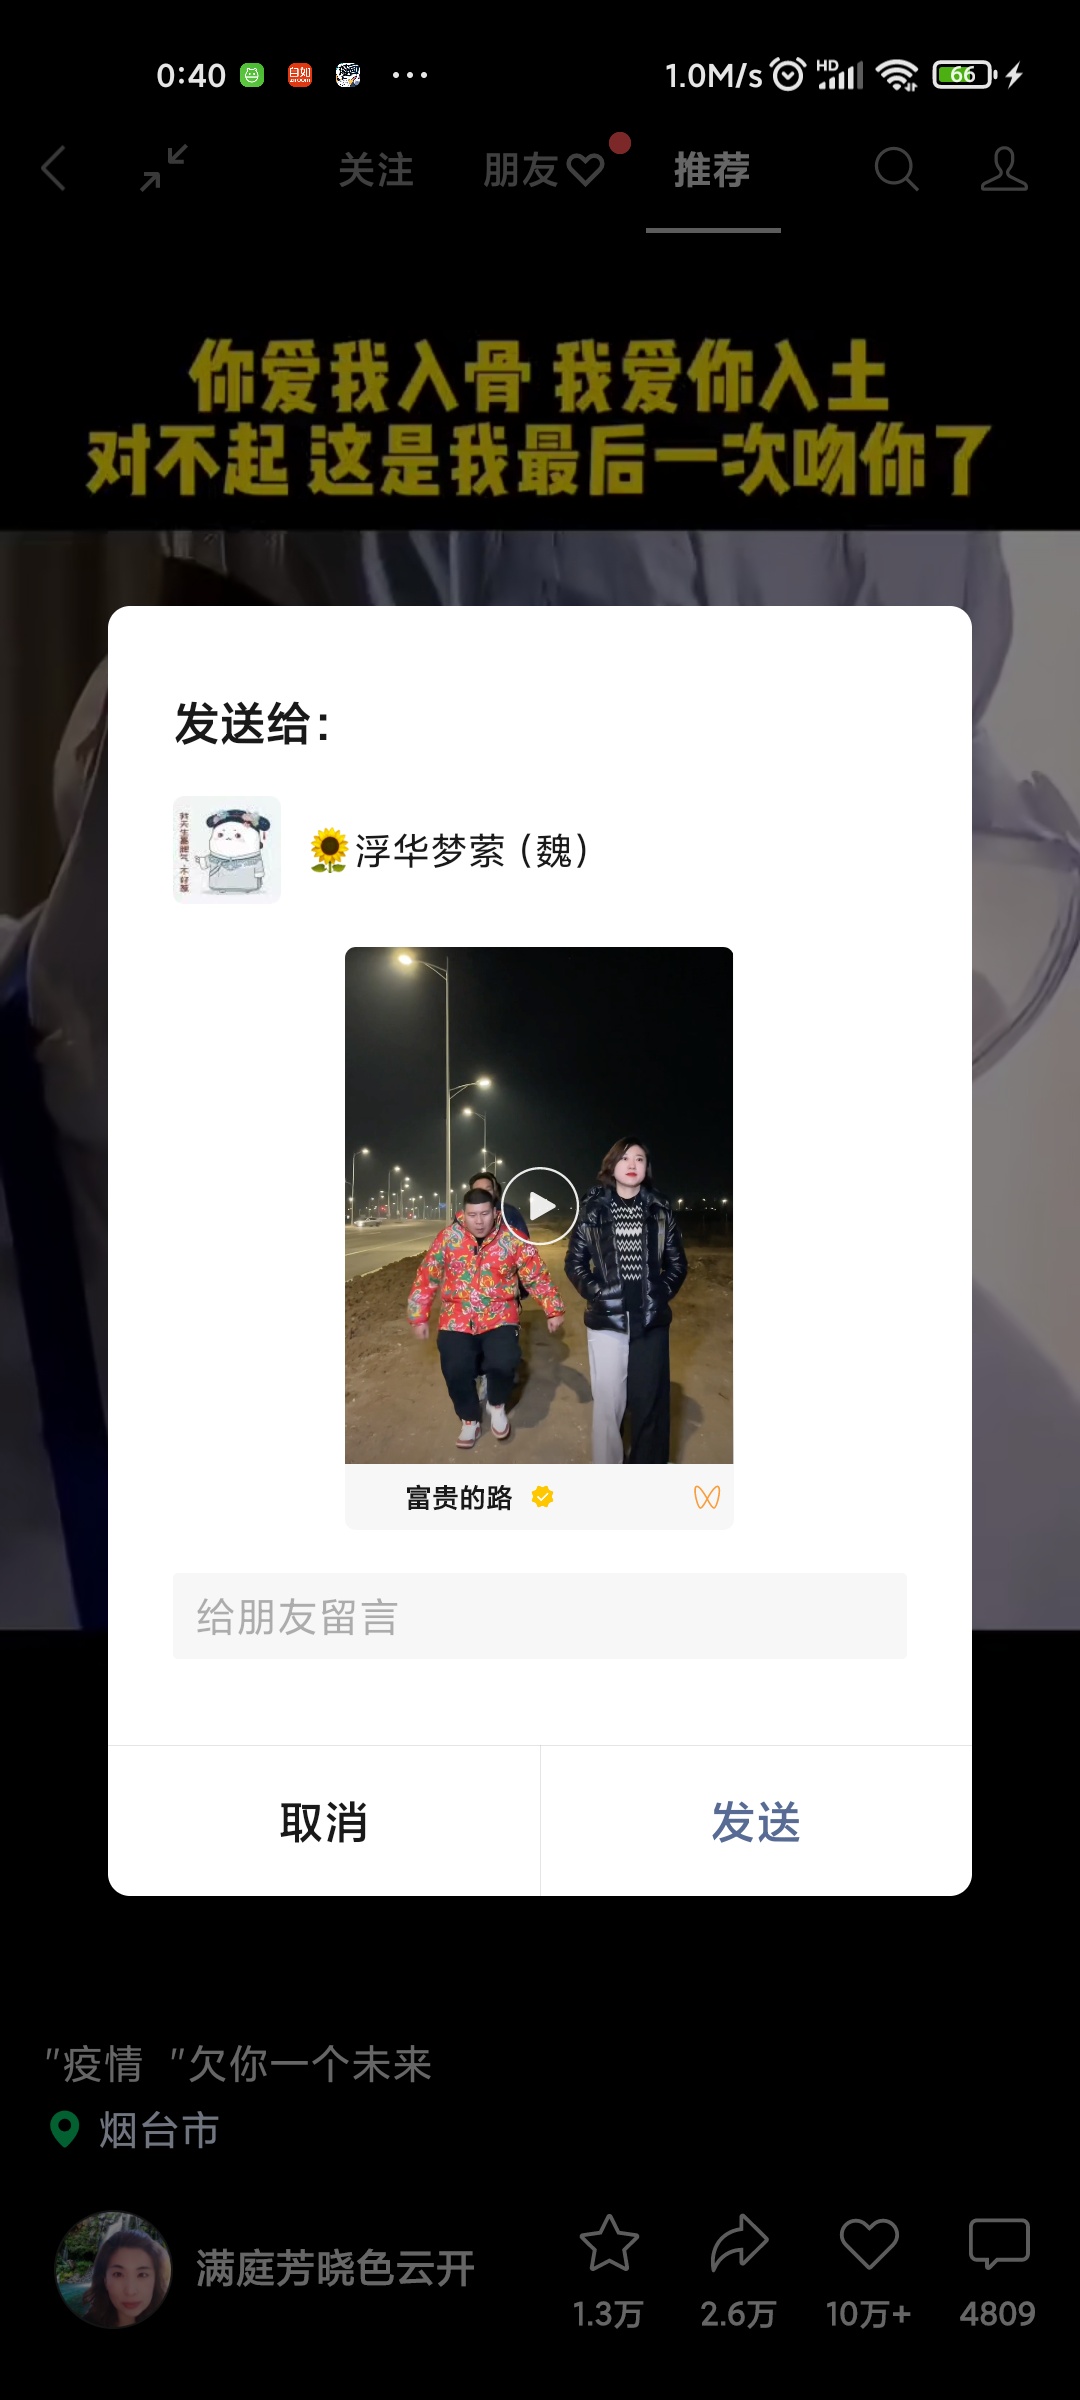 0:40
自如
1.0M/s
HD
66
关注
朋友
推荐
你爱我入骨 我爱你入土
对不起 这是我最后一次吻你了
发送给：
🌻浮华梦萦（魏）
富贵的路
给朋友留言
取消
发送
"疫情 "欠你一个未来
烟台市
满庭芳晓色云开
1.3万
2.6万
10万+
4809